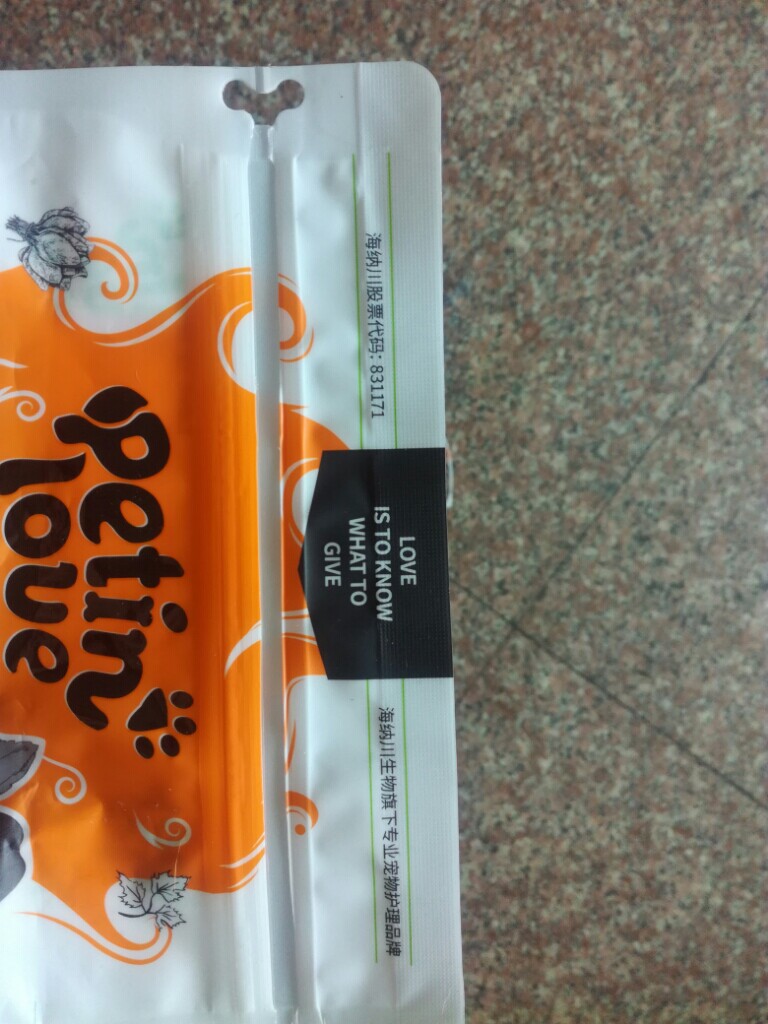 海纳川股票代码: 831171
海纳川生物旗下专业宠物护理品牌
LOVE
IS TO KNOW
WHAT TO
GIVE
Petin
love